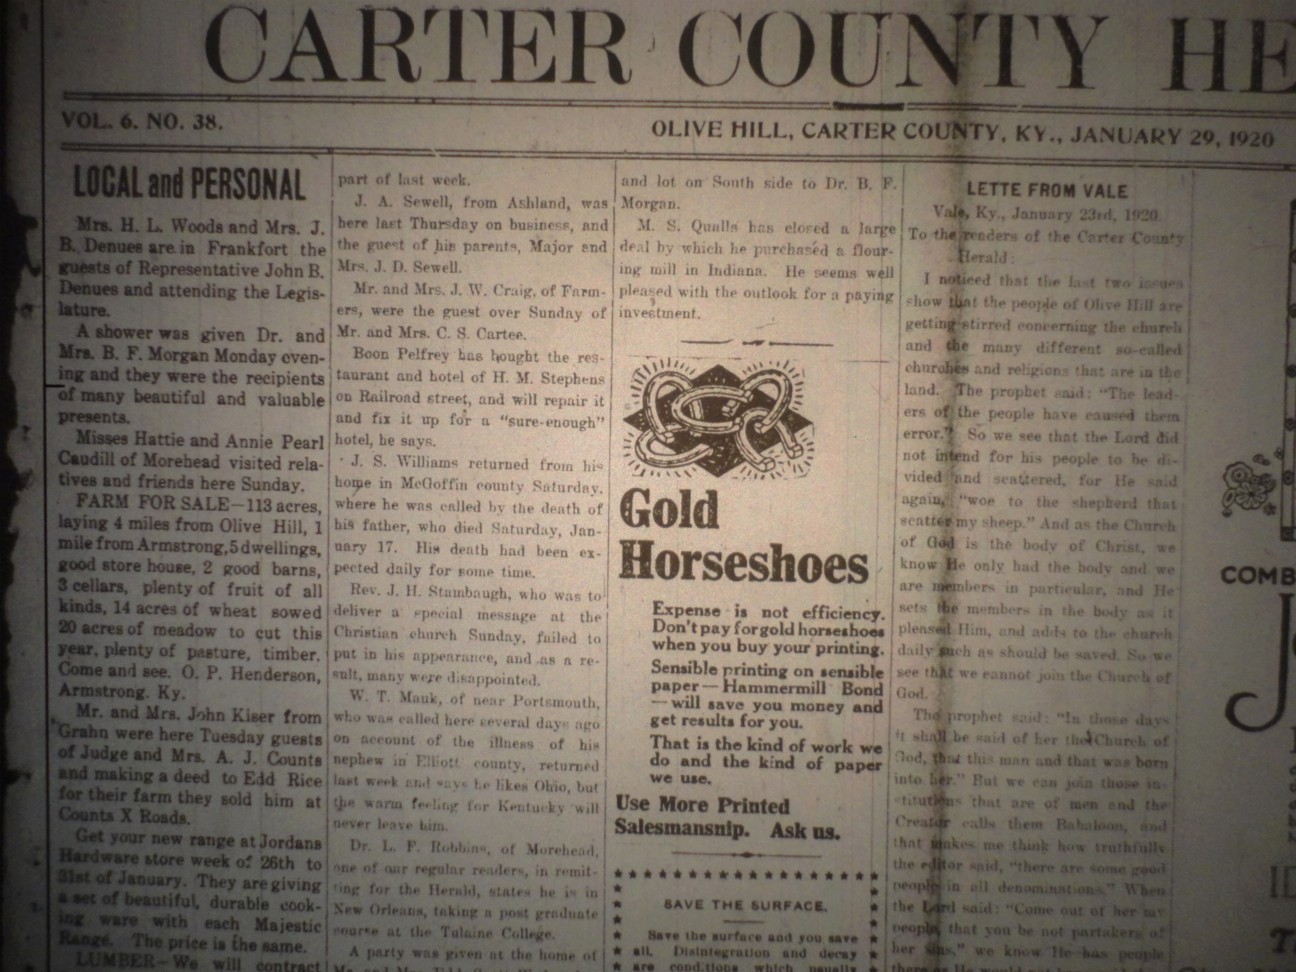 CARTER COUNTY HE
VOL. 6. NO. 38.
OLIVE HILL, CARTER COUNTY, KY., JANUARY 29, 1920
LOCAL and PERSONAL
Mrs. H. L. Woods and Mrs. J.
B. Denues are in Frankfort the
guests of Representative John B.
Denues and attending the Legis-
lature.
A shower was given Dr. and
Mrs. B. F. Morgan Monday even-
ing and they were the recipients
of many beautiful and valuable
presents.
Misses Hattie and Annie Pearl
Caudill of Morehead visited rela-
tives and friends here Sunday.
FARM FOR SALE—113 acres,
laying 4 miles from Olive Hill, 1
mile from Armstrong, 5 dwellings,
good store house, 2 good barns,
3 cellars, plenty of fruit of all
kinds, 14 acres of wheat sowed
20 acres of meadow to cut this
year, plenty of pasture, timber.
Come and see. O. P. Henderson,
Armstrong. Ky.
Mr. and Mrs. John Kiser from
Grahn were here Tuesday guests
of Judge and Mrs. A. J. Counts
and making a deed to Edd Rice
for their farm they sold him at
Counts X Roads.
Get your new range at Jordans
Hardware store week of 26th to
31st of January. They are giving
a set of beautiful, durable cook-
ing ware with each Majestic
Range. The price is the same.
LUMBER—We will contract
part of last week.
J. A. Sewell, from Ashland, was
here last Thursday on business, and
the guest of his parents, Major and
Mrs. J. D. Sewell.
Mr. and Mrs. J. W. Craig, of Farm-
ers, were the guest over Sunday of
Mr. and Mrs. C. S. Cartee.
Boon Pelfrey has bought the res-
taurant and hotel of H. M. Stephens
on Railroad street, and will repair it
and fix it up for a "sure-enough"
hotel, he says.
J. S. Williams returned from his
home in McGoffin county Saturday,
where he was called by the death of
his father, who died Saturday, Jan-
uary 17. His death had been ex-
pected daily for some time.
Rev. J. H. Stambaugh, who was to
deliver a special message at the
Christian church Sunday, failed to
put in his appearance, and as a re-
sult, many were disappointed.
W. T. Mauk, of near Portsmouth,
who was called here several days ago
on account of the illness of his
nephew in Elliott county, returned
last week and says he likes Ohio, but
the warm feeling for Kentucky will
never leave him.
Dr. L. F. Robbins, of Morehead,
one of our regular readers, in remit-
ting for the Herald, states he is in
New Orleans, taking a post graduate
course at the Tulaine College.
A party was given at the home of
and lot on South side to Dr. B. F.
Morgan.
M. S. Qualls has closed a large
deal by which he purchased a flour-
ing mill in Indiana. He seems well
pleased with the outlook for a paying
investment.
Gold
Horseshoes
Expense is not efficiency.
Don't pay for gold horseshoes
when you buy your printing.
Sensible printing on sensible
paper—Hammermill Bond
—will save you money and
get results for you.
That is the kind of work we
do and the kind of paper
we use.
Use More Printed
Salesmansnip. Ask us.
SAVE THE SURFACE.
Save the surface and you save
all. Disintegration and decay
are conditions which usually
LETTE FROM VALE
Vale, Ky., January 23rd, 1920.
To the readers of the Carter County
Herald:
I noticed that the last two issues
show that the people of Olive Hill are
getting stirred concerning the church
and the many different so-called
churches and religions that are in the
land. The prophet said: "The lead-
ers of the people have caused them
error." So we see that the Lord did
not intend for his people to be di-
vided and scattered, for He said
again, "woe to the shepherd that
scatter my sheep." And as the Church
of God is the body of Christ, we
know He only had the body and we
are members in particular, and He
sets the members in the body as it
pleased Him, and adds to the church
daily such as should be saved. So we
see that we cannot join the Church of
God.
The prophet said: "In those days
it shall be said of her the Church of
God, that this man and that was born
into her." But we can join those in-
stitutions that are of men and the
Creator calls them Babaloon, and
that makes me think how truthfully
the editor said, "there are some good
people in all denominations." When
the Lord said: "Come out of her my
people, that you be not partakers of
her sins," we know He has people
COMB